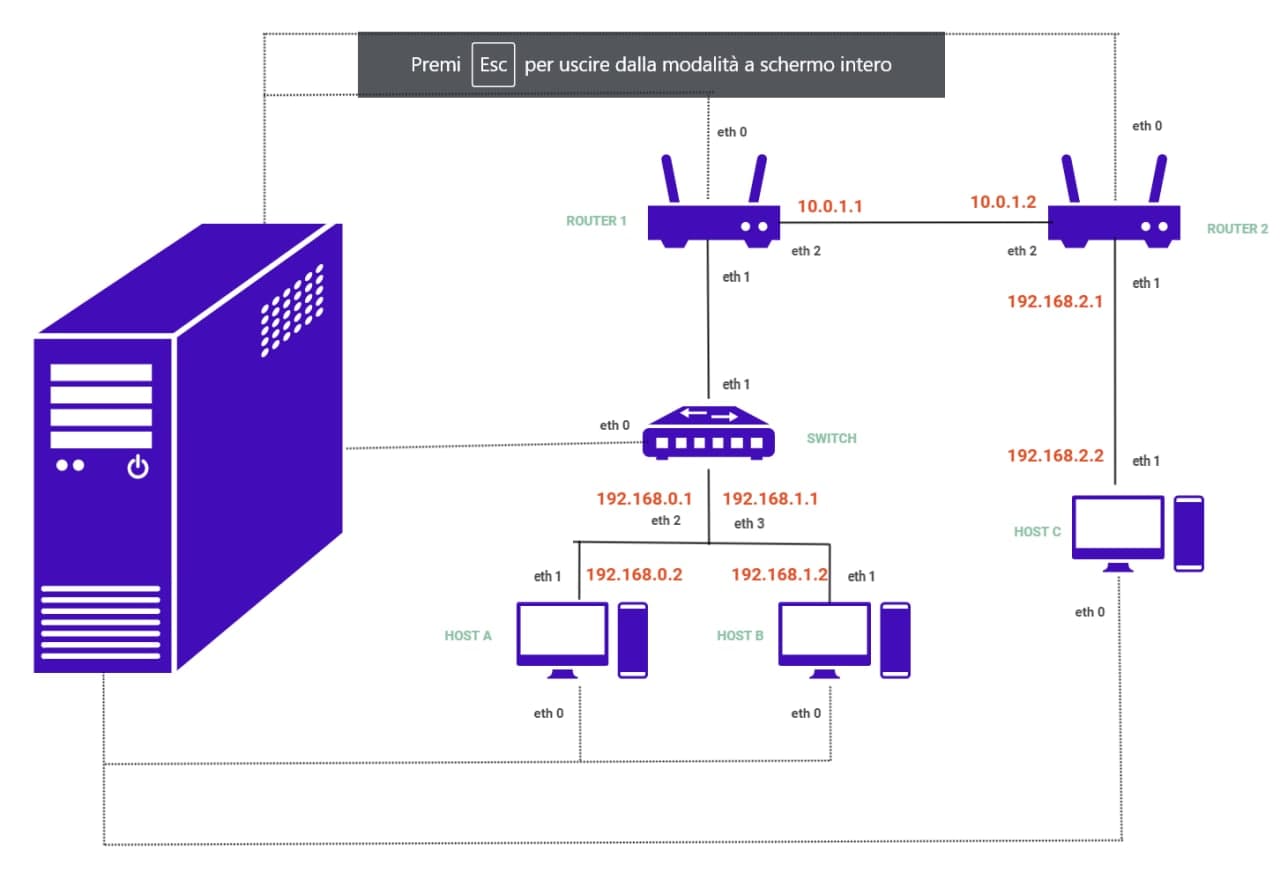 Premi Esc per uscire dalla modalità a schermo intero
eth 0
eth 0
ROUTER 1
10.0.1.1
10.0.1.2
ROUTER 2
eth 2
eth 2
eth 1
eth 1
192.168.2.1
eth 1
eth 0
SWITCH
192.168.2.2
eth 1
192.168.0.1
192.168.1.1
eth 2
eth 3
HOST C
eth 1
192.168.0.2
192.168.1.2
eth 1
HOST A
HOST B
eth 0
eth 0
eth 0